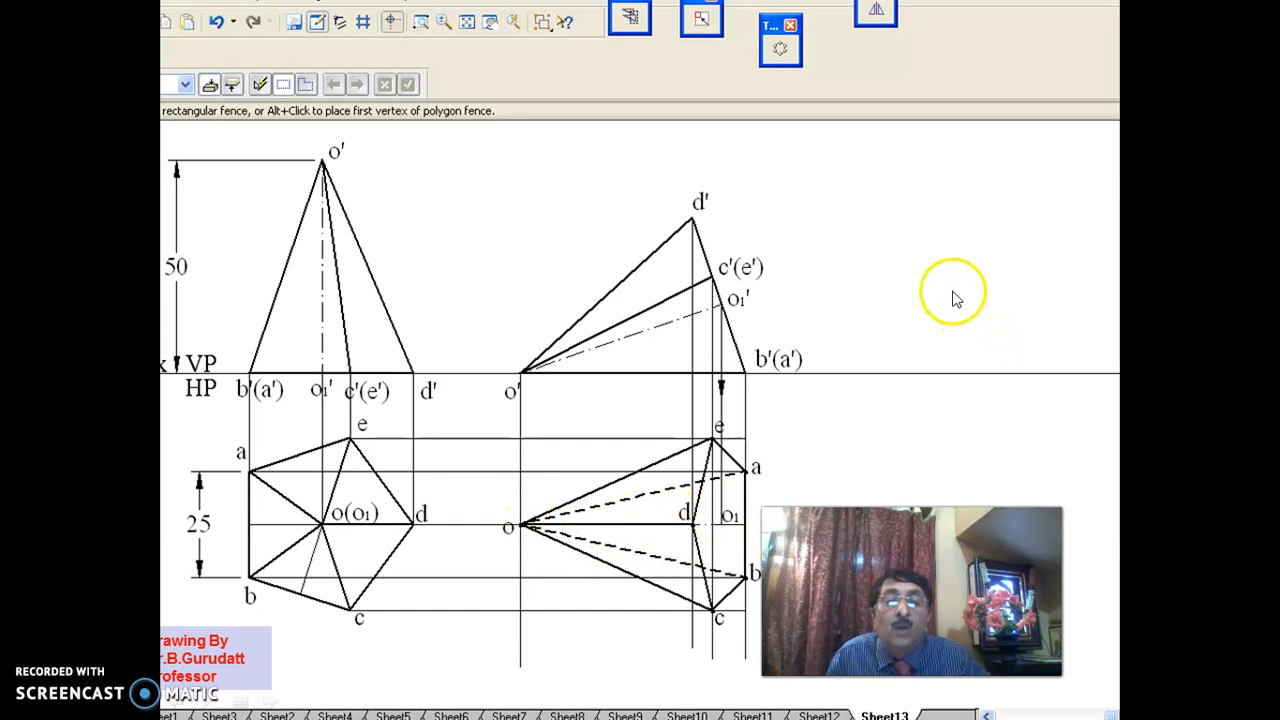 T...
rectangular fence, or Alt+Click to place first vertex of polygon fence.
o'
d'
50
c'(e')
o₁'
x VP
b'(a')
HP
b'(a') o₁' c'(e') d'
o'
e
e
a
a
25
o(o₁) d
o
d o₁
b
b
c
c
rawing By
r.B.Gurudatt
rofessor
RECORDED WITH
SCREENCAST MATIC
eet1 Sheet3 Sheet2 Sheet4 Sheet5 Sheet6 Sheet7 Sheet8 Sheet9 Sheet10 Sheet11 Sheet12 Sheet13